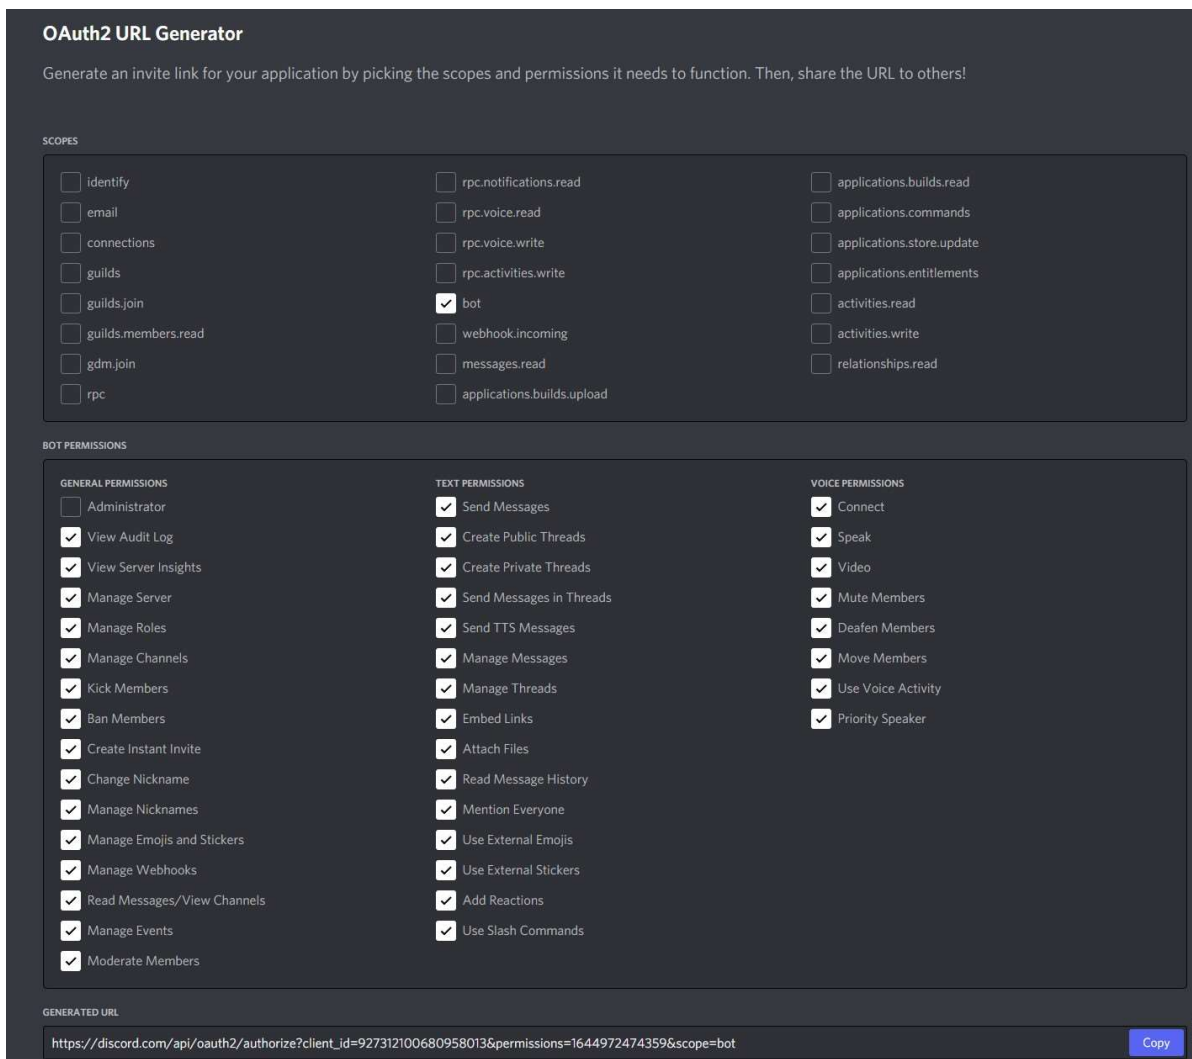 OAuth2 URL Generator
Generate an invite link for your application by picking the scopes and permissions it needs to function. Then, share the URL to others!
SCOPES
identify
email
connections
guilds
guilds.join
guilds.members.read
gdm.join
rpc
rpc.notifications.read
rpc.voice.read
rpc.voice.write
rpc.activities.write
bot
webhook.incoming
messages.read
applications.builds.upload
applications.builds.read
applications.commands
applications.store.update
applications.entitlements
activities.read
activities.write
relationships.read
BOT PERMISSIONS
GENERAL PERMISSIONS
Administrator
View Audit Log
View Server Insights
Manage Server
Manage Roles
Manage Channels
Kick Members
Ban Members
Create Instant Invite
Change Nickname
Manage Nicknames
Manage Emojis and Stickers
Manage Webhooks
Read Messages/View Channels
Manage Events
Moderate Members
TEXT PERMISSIONS
Send Messages
Create Public Threads
Create Private Threads
Send Messages in Threads
Send TTS Messages
Manage Messages
Manage Threads
Embed Links
Attach Files
Read Message History
Mention Everyone
Use External Emojis
Use External Stickers
Add Reactions
Use Slash Commands
VOICE PERMISSIONS
Connect
Speak
Video
Mute Members
Deafen Members
Move Members
Use Voice Activity
Priority Speaker
GENERATED URL
https://discord.com/api/oauth2/authorize?client_id=927312100680958013&permissions=1644972474359&scope=bot
Copy